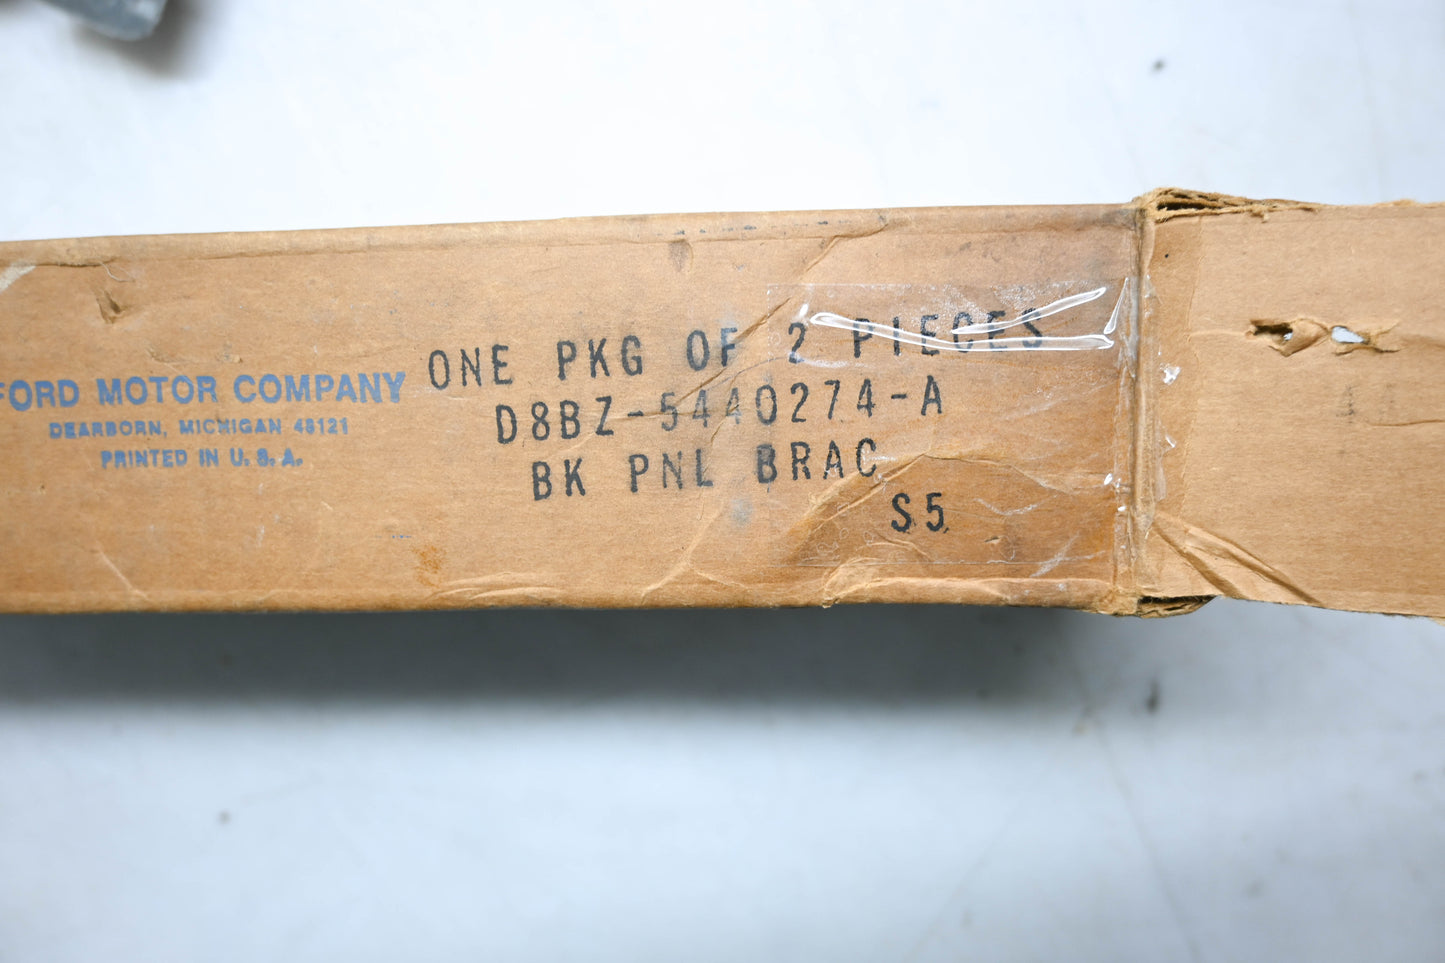 FORD MOTOR COMPANY
DEARBORN, MICHIGAN 48121
PRINTED IN U. S. A.
ONE PKG OF 2 PIECES
D8BZ-5440274-A
BK PNL BRAC
S5